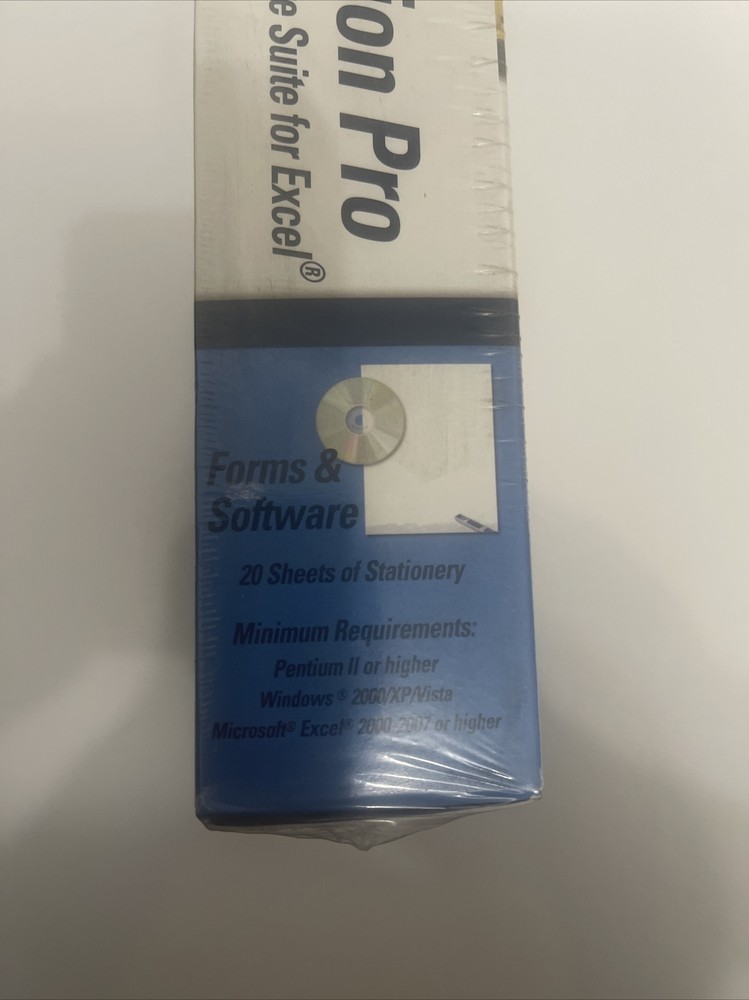 ion Pro
e Suite for Excel®
Forms &
Software
20 Sheets of Stationery
Minimum Requirements:
Pentium II or higher
Windows ® 2000/XP/Vista
Microsoft® Excel® 2000-2007 or higher